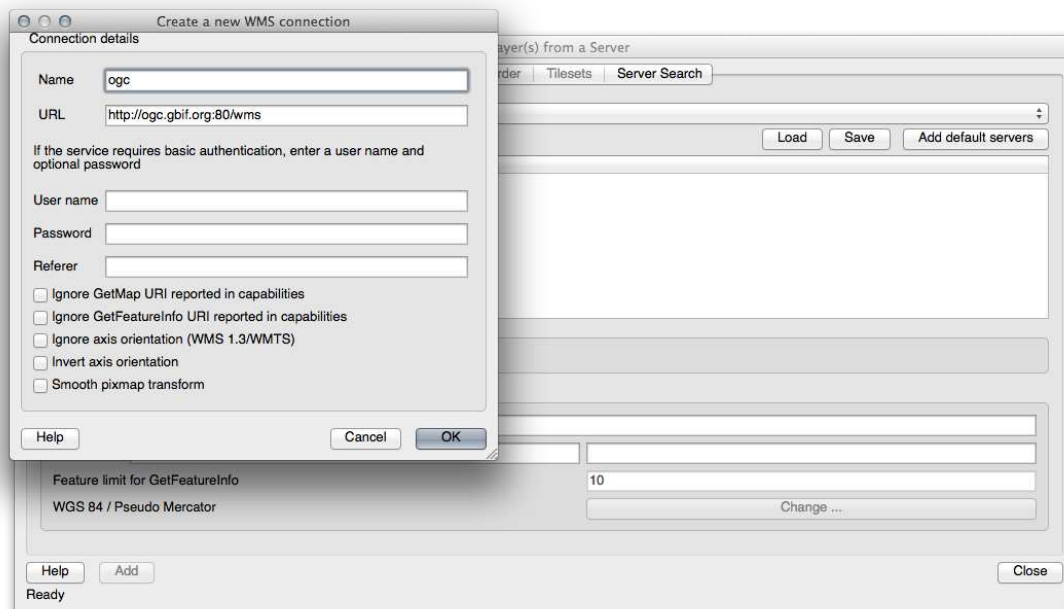 Create a new WMS connection
Connection details
Name
ogc
URL
http://ogc.gbif.org:80/wms
If the service requires basic authentication, enter a user name and
optional password
User name
Password
Referer
Ignore GetMap URI reported in capabilities
Ignore GetFeatureInfo URI reported in capabilities
Ignore axis orientation (WMS 1.3/WMTS)
Invert axis orientation
Smooth pixmap transform
Help
Cancel
OK
from a Server
Tilesets
Server Search
Load
Save
Add default servers
Feature limit for GetFeatureInfo
10
WGS 84 / Pseudo Mercator
Change ...
Help
Add
Close
Ready